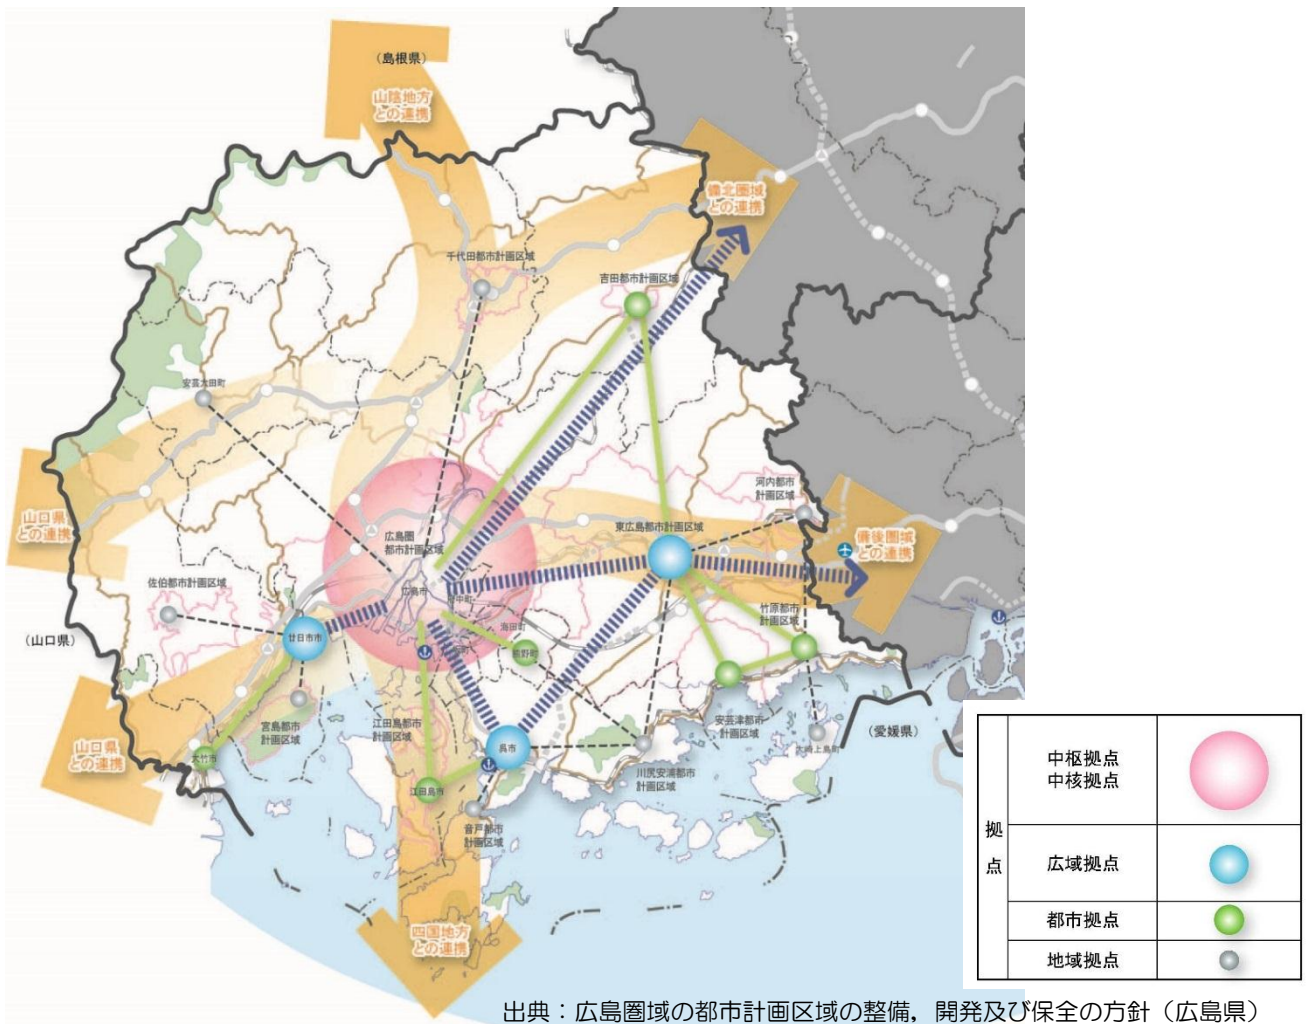 (島根県)
山陰地方
との連携
備北圏域
との連携
千代田都市計画区域
吉田都市計画区域
安芸太田町
山口県
との連携
河内都市
計画区域
広島圏
都市計画区域
東広島都市計画区域
備後圏域
との連携
佐伯都市計画区域
広島市
府中町
竹原都市
計画区域
海田町
(山口県)
廿日市市
熊野町
宮島都市
計画区域
江田島都市
計画区域
安芸津都市
計画区域
(愛媛県)
山口県
との連携
大竹市
呉市
大崎上島町
川尻安浦都市
計画区域
江田島市
音戸都市
計画区域
四国地方
との連携
拠点
中枢拠点
中核拠点
広域拠点
都市拠点
地域拠点
出典:広島圏域の都市計画区域の整備,開発及び保全の方針(広島県)